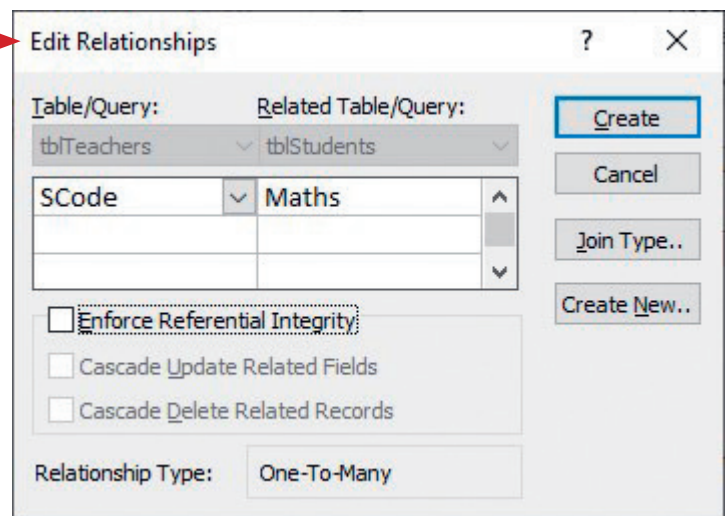 Edit Relationships ? ×
Table/Query: Related Table/Query:
tblTeachers tblStudents
SCode Maths
Enforce Referential Integrity
Cascade Update Related Fields
Cascade Delete Related Records
Relationship Type: One-To-Many
Create
Cancel
Join Type..
Create New..